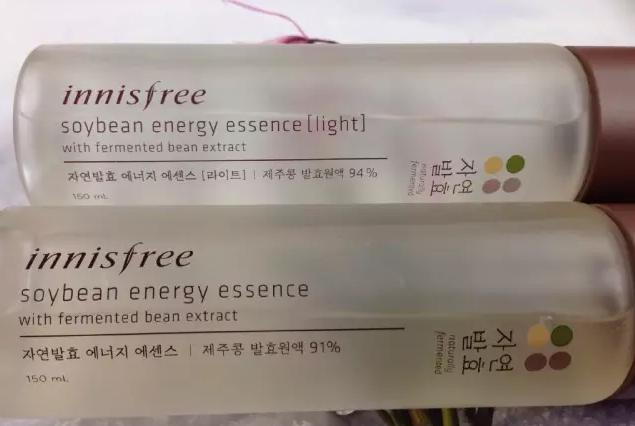 innisfree
soybean energy essence [light]
with fermented bean extract
자연발효 에너지 에센스 [라이트] | 제주콩 발효원액 94%
150 mL
자연
발효
naturally
fermented
innisfree
soybean energy essence
with fermented bean extract
자연발효 에너지 에센스 | 제주콩 발효원액 91%
150 mL
자연
발효
naturally
fermented